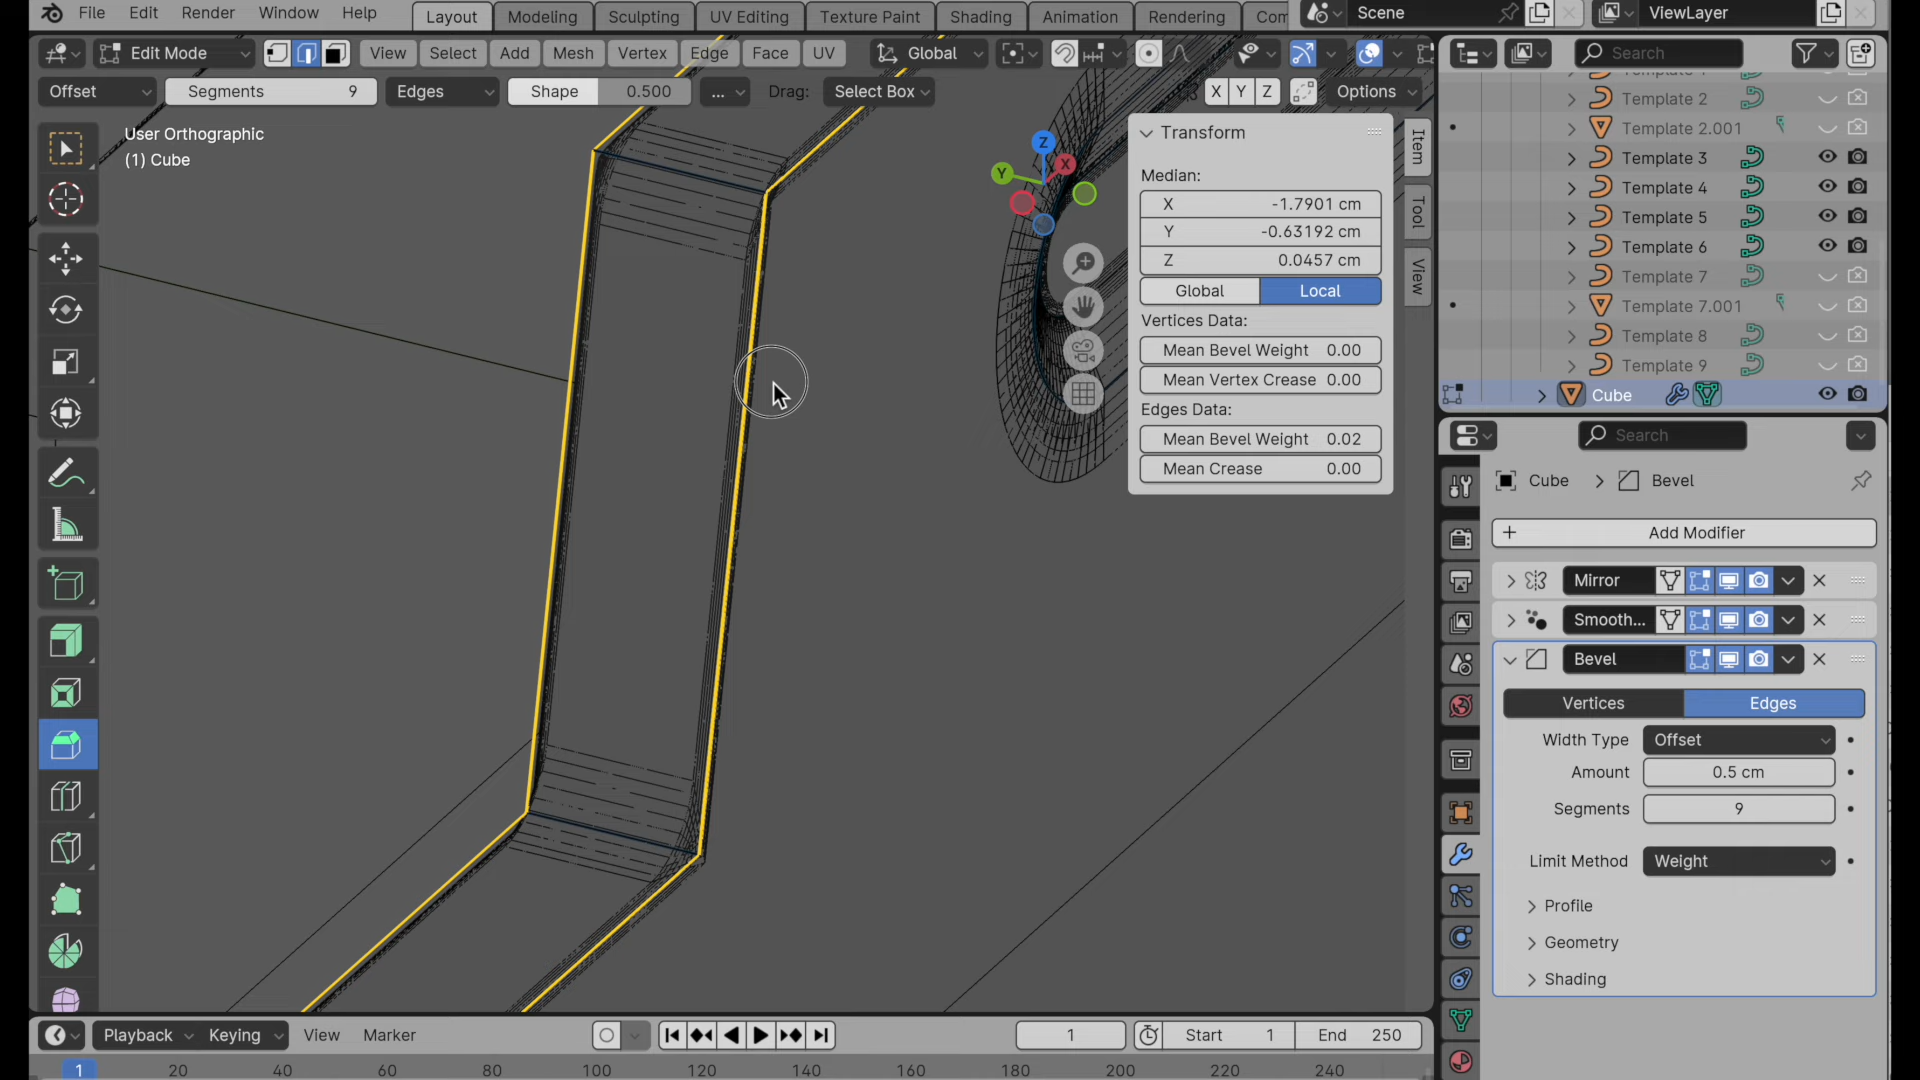 File Edit Render Window Help Layout Modeling Sculpting UV Editing Texture Paint Shading Animation Rendering Scene ViewLayer
Edit Mode View Select Add Mesh Vertex Edge Face UV Global
Search
Offset Segments 9 Edges Shape 0.500 ... Drag: Select Box X Y Z Options
User Orthographic
(1) Cube
Z
X
Y
Transform
Median:
X -1.7901 cm
Y -0.63192 cm
Z 0.0457 cm
Global Local
Vertices Data:
Mean Bevel Weight 0.00
Mean Vertex Crease 0.00
Edges Data:
Mean Bevel Weight 0.02
Mean Crease 0.00
Item
Tool
View
Template 2
Template 2.001
Template 3
Template 4
Template 5
Template 6
Template 7
Template 7.001
Template 8
Template 9
Cube
Search
Cube > Bevel
+ Add Modifier
Mirror
Smooth...
Bevel
Vertices Edges
Width Type Offset
Amount 0.5 cm
Segments 9
Limit Method Weight
Profile
Geometry
Shading
Playback Keying View Marker 1 Start 1 End 250
1 20 40 60 80 100 120 140 160 180 200 220 240